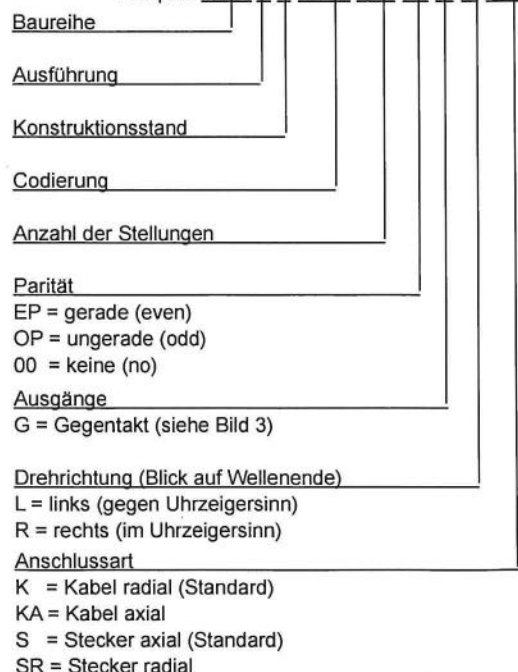 Baureihe
Ausführung
Konstruktionsstand
Codierung
Anzahl der Stellungen
Parität
EP = gerade (even)
OP = ungerade (odd)
00 = keine (no)
Ausgänge
G = Gegentakt (siehe Bild 3)
Drehrichtung (Blick auf Wellenende)
L = links (gegen Uhrzeigersinn)
R = rechts (im Uhrzeigersinn)
Anschlussart
K = Kabel radial (Standard)
KA = Kabel axial
S = Stecker axial (Standard)
SR = Stecker radial